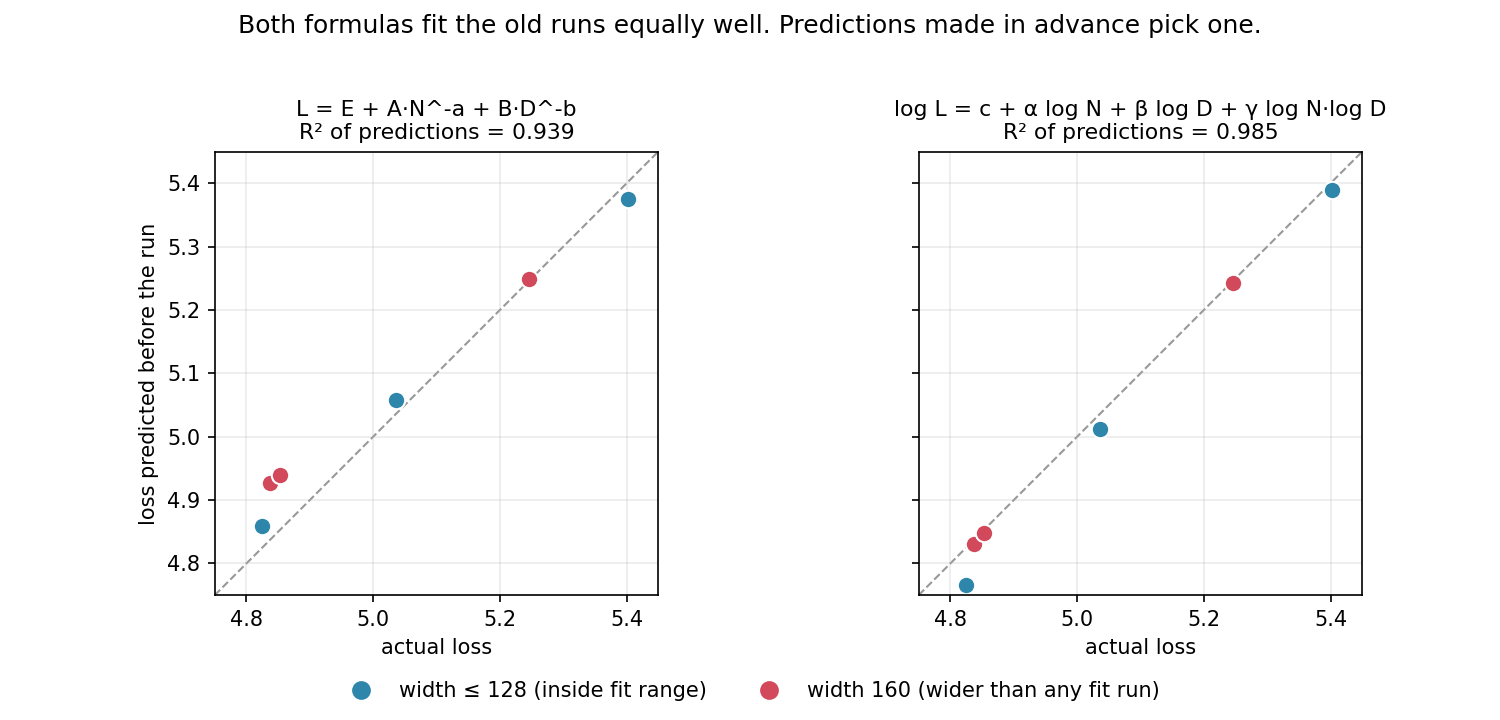 Both formulas fit the old runs equally well. Predictions made in advance pick one.
L = E + A·N^-a + B·D^-b
R² of predictions = 0.939
log L = c + α log N + β log D + γ log N·log D
R² of predictions = 0.985
loss predicted before the run
5.4
5.3
5.2
5.1
5.0
4.9
4.8
4.8
5.0
5.2
5.4
actual loss
4.8
5.0
5.2
5.4
actual loss
width ≤ 128 (inside fit range)
width 160 (wider than any fit run)